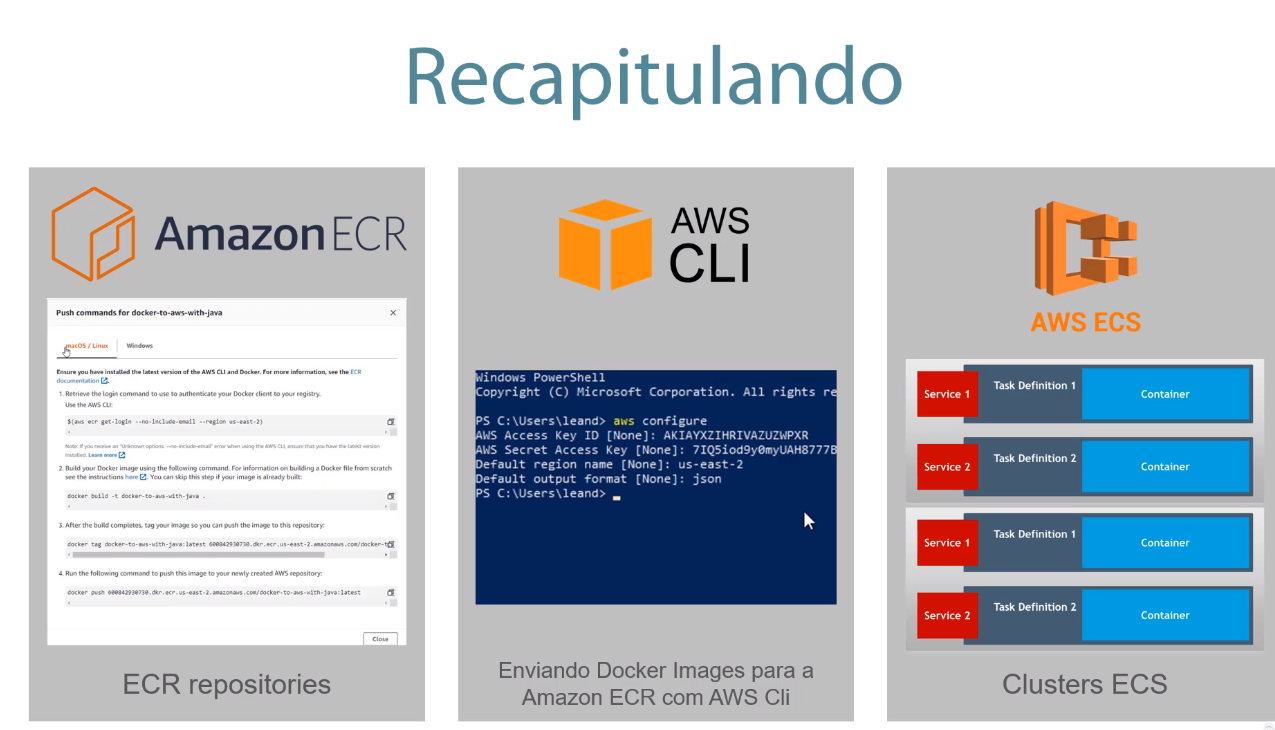 Recapitulando
Amazon ECR
Push commands for docker-to-aws-with-java
macOS / Linux
Windows
Ensure you have installed the latest version of the AWS CLI and Docker. For more information, see the ECR
documentation.
1. Retrieve the login command to use to authenticate your Docker client to your registry.
Use the AWS CLI:
$(aws ecr get-login --no-include-email --region us-east-2)
Note: If you receive an "Unknown options: --no-include-email" error when using the AWS CLI, ensure that you have the latest version
installed. Learn more
2. Build your Docker image using the following command. For information on building a Docker file from scratch
see the instructions here. You can skip this step if your image is already built:
docker build -t docker-to-aws-with-java .
3. After the build completes, tag your image so you can push the image to this repository:
docker tag docker-to-aws-with-java:latest 600842930730.dkr.ecr.us-east-2.amazonaws.com/docker-t
4. Run the following command to push this image to your newly created AWS repository:
docker push 600842930730.dkr.ecr.us-east-2.amazonaws.com/docker-to-aws-with-java:latest
Close
ECR repositories
AWS
CLI
Windows PowerShell
Copyright (C) Microsoft Corporation. All rights re
PS C:\Users\leand> aws configure
AWS Access Key ID [None]: AKIAYXZIHRIVAZUZWPXR
AWS Secret Access Key [None]: 7IQ5iod9y0myUAH8777B
Default region name [None]: us-east-2
Default output format [None]: json
PS C:\Users\leand>
Enviando Docker Images para a
Amazon ECR com AWS Cli
AWS ECS
Service 1
Task Definition 1
Container
Service 2
Task Definition 2
Container
Service 1
Task Definition 1
Container
Service 2
Task Definition 2
Container
Clusters ECS